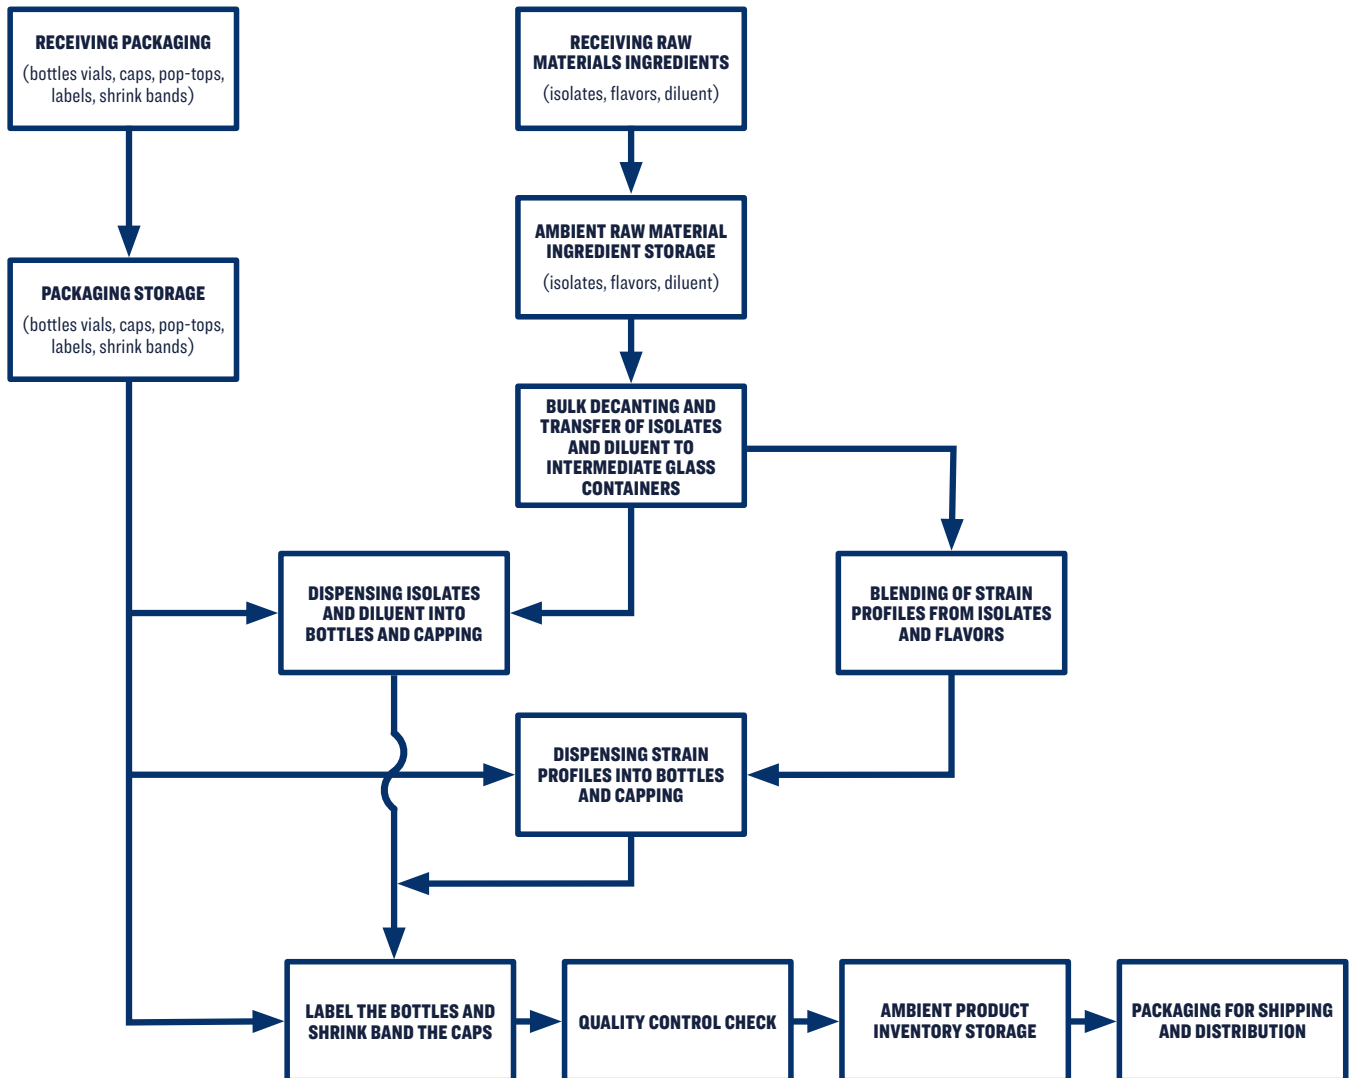 RECEIVING PACKAGING
(bottles vials, caps, pop-tops,
labels, shrink bands)
RECEIVING RAW
MATERIALS INGREDIENTS
(isolates, flavors, diluent)
AMBIENT RAW MATERIAL
INGREDIENT STORAGE
(isolates, flavors, diluent)
PACKAGING STORAGE
(bottles vials, caps, pop-tops,
labels, shrink bands)
BULK DECANTING AND
TRANSFER OF ISOLATES
AND DILUENT TO
INTERMEDIATE GLASS
CONTAINERS
DISPENSING ISOLATES
AND DILUENT INTO
BOTTLES AND CAPPING
BLENDING OF STRAIN
PROFILES FROM ISOLATES
AND FLAVORS
DISPENSING STRAIN
PROFILES INTO BOTTLES
AND CAPPING
LABEL THE BOTTLES AND
SHRINK BAND THE CAPS
QUALITY CONTROL CHECK
AMBIENT PRODUCT
INVENTORY STORAGE
PACKAGING FOR SHIPPING
AND DISTRIBUTION